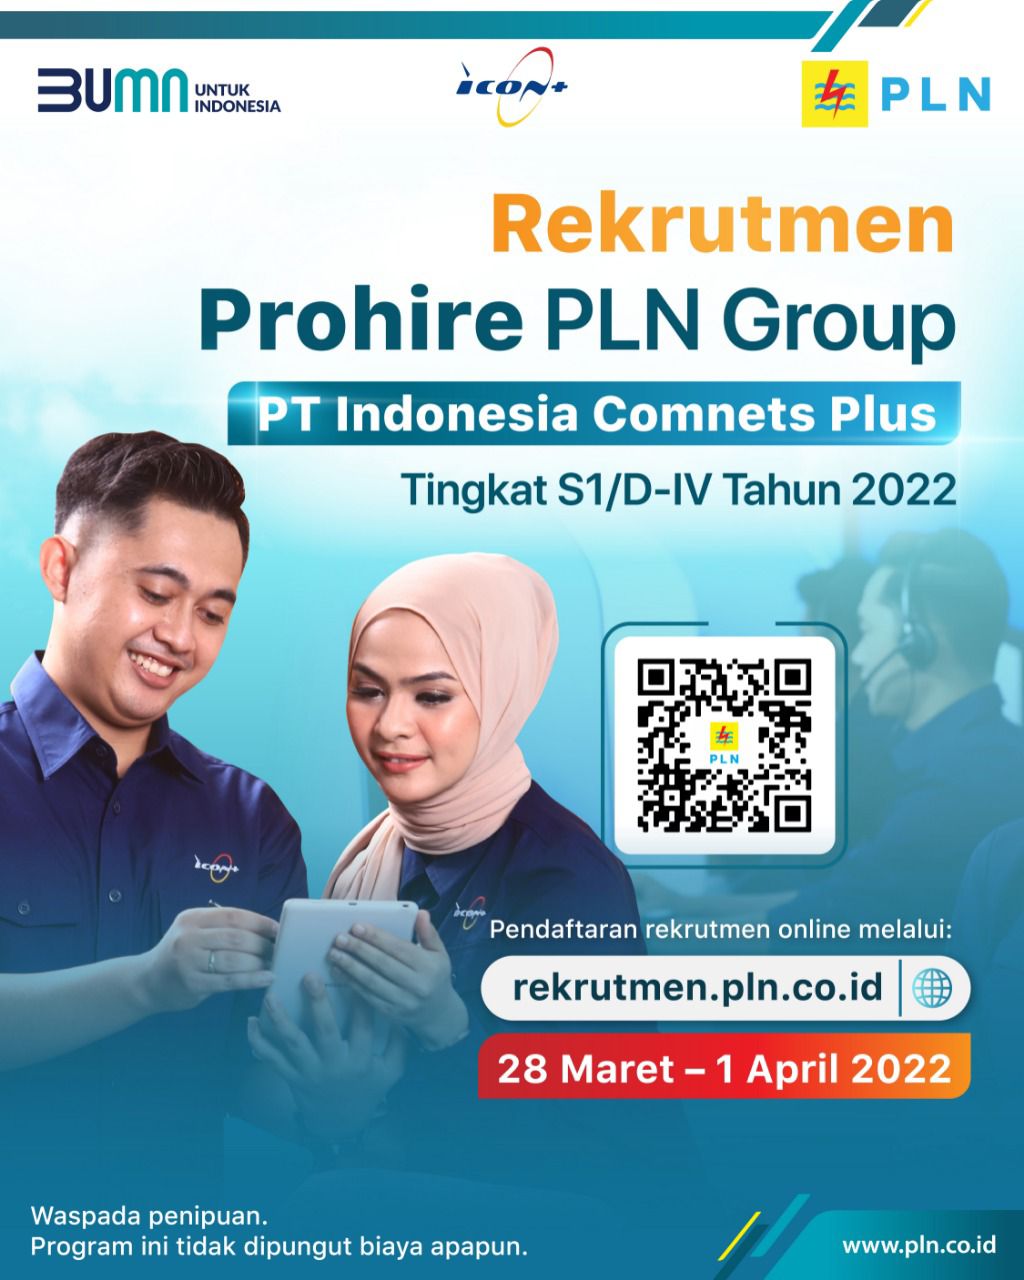 BUMN UNTUK
INDONESIA
icon+
PLN
Rekrutmen
Prohire PLN Group
PT Indonesia Comnets Plus
Tingkat S1/D-IV Tahun 2022
PLN
icon+
icon+
Pendaftaran rekrutmen online melalui:
rekrutmen.pln.co.id
28 Maret – 1 April 2022
Waspada penipuan.
Program ini tidak dipungut biaya apapun.
www.pln.co.id